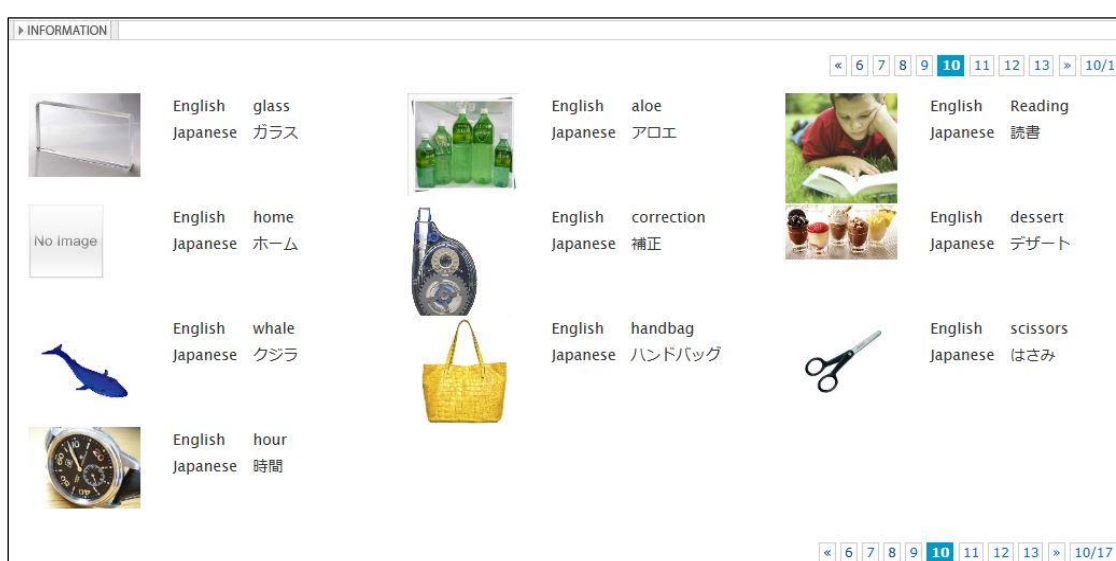 INFORMATION
« 6 7 8 9 10 11 12 13 » 10/1
English glass
Japanese ガラス
English aloe
Japanese アロエ
English Reading
Japanese 読書
No Image
English home
Japanese ホーム
English correction
Japanese 補正
English dessert
Japanese デザート
English whale
Japanese クジラ
English handbag
Japanese ハンドバッグ
English scissors
Japanese はさみ
English hour
Japanese 時間
« 6 7 8 9 10 11 12 13 » 10/17